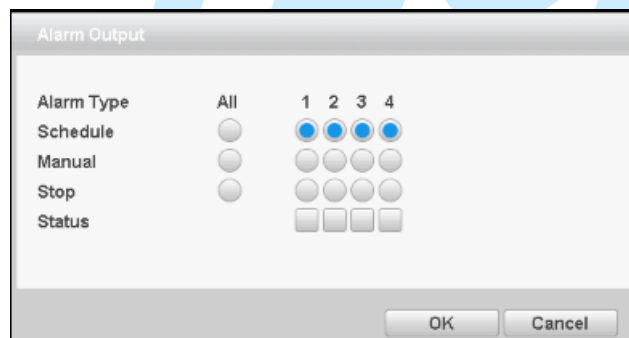 Alarm Output
Alarm Type All 1 2 3 4
Schedule
Manual
Stop
Status
OK Cancel